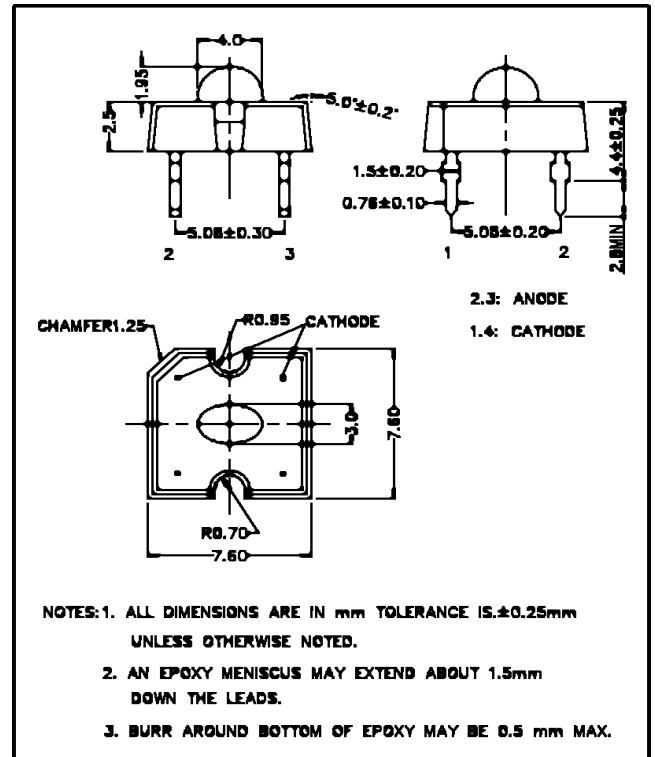 4.0
1.95
2.5
5.0°±0.2°
5.08±0.30
2 3
1.5±0.20
0.76±0.10
5.08±0.20
1 2
4.4±0.25
2.8MIN
2.3: ANODE
1.4: CATHODE
CHAMFER1.25
R0.95
CATHODE
3.0
7.60
R0.70
7.60
NOTES:1. ALL DIMENSIONS ARE IN mm TOLERANCE IS.±0.25mm
UNLESS OTHERWISE NOTED.
2. AN EPOXY MENISCUS MAY EXTEND ABOUT 1.5mm
DOWN THE LEADS.
3. BURR AROUND BOTTOM OF EPOXY MAY BE 0.5 mm MAX.